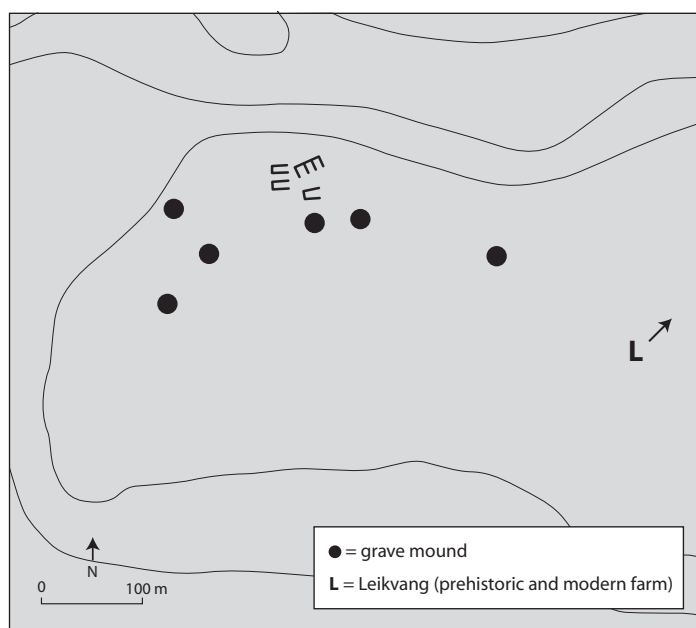 L
N
0 100 m
= grave mound
L = Leikvang (prehistoric and modern farm)